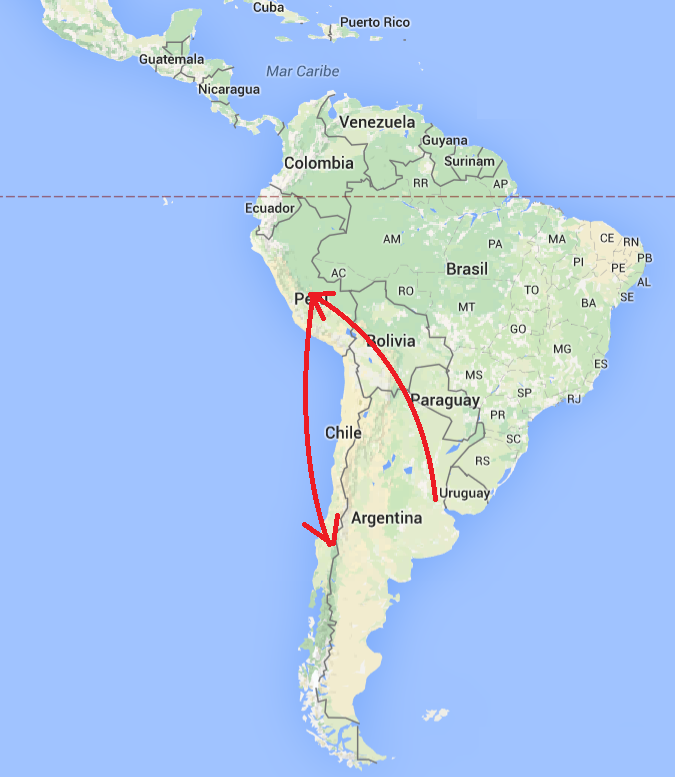 Cuba
Puerto Rico
Guatemala
Mar Caribe
Nicaragua
Venezuela
Guyana
Colombia
Surinam
RR
AP
Ecuador
AM
PA
MA
CE
RN
PB
PI
PE
Brasil
AC
AL
RO
TO
SE
Perú
MT
BA
GO
Bolivia
MG
ES
MS
SP
RJ
Paraguay
PR
Chile
SC
RS
Uruguay
Argentina